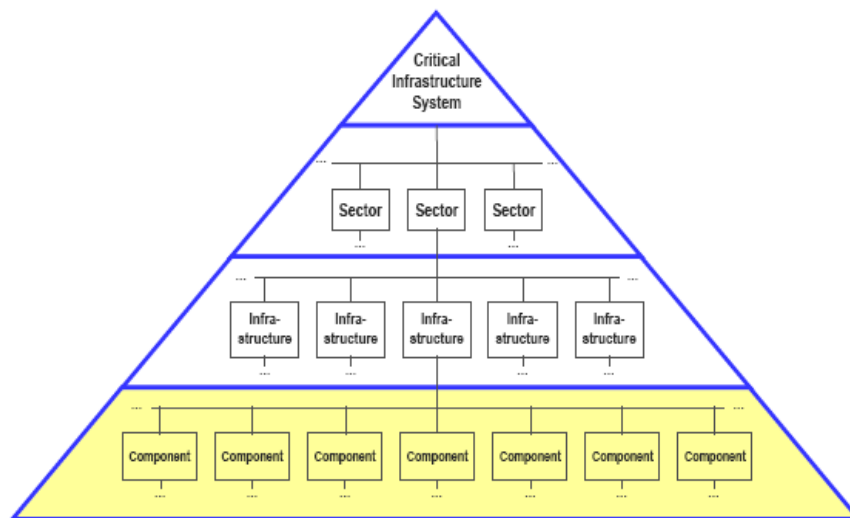 Critical
Infrastructure
System
... ...
Sector Sector Sector
... ...
... ...
Infra- Infra- Infra- Infra- Infra-
structure structure structure structure structure
... ... ... ...
... ...
Component Component Component Component Component Component Component
... ... ... ... ... ... ...